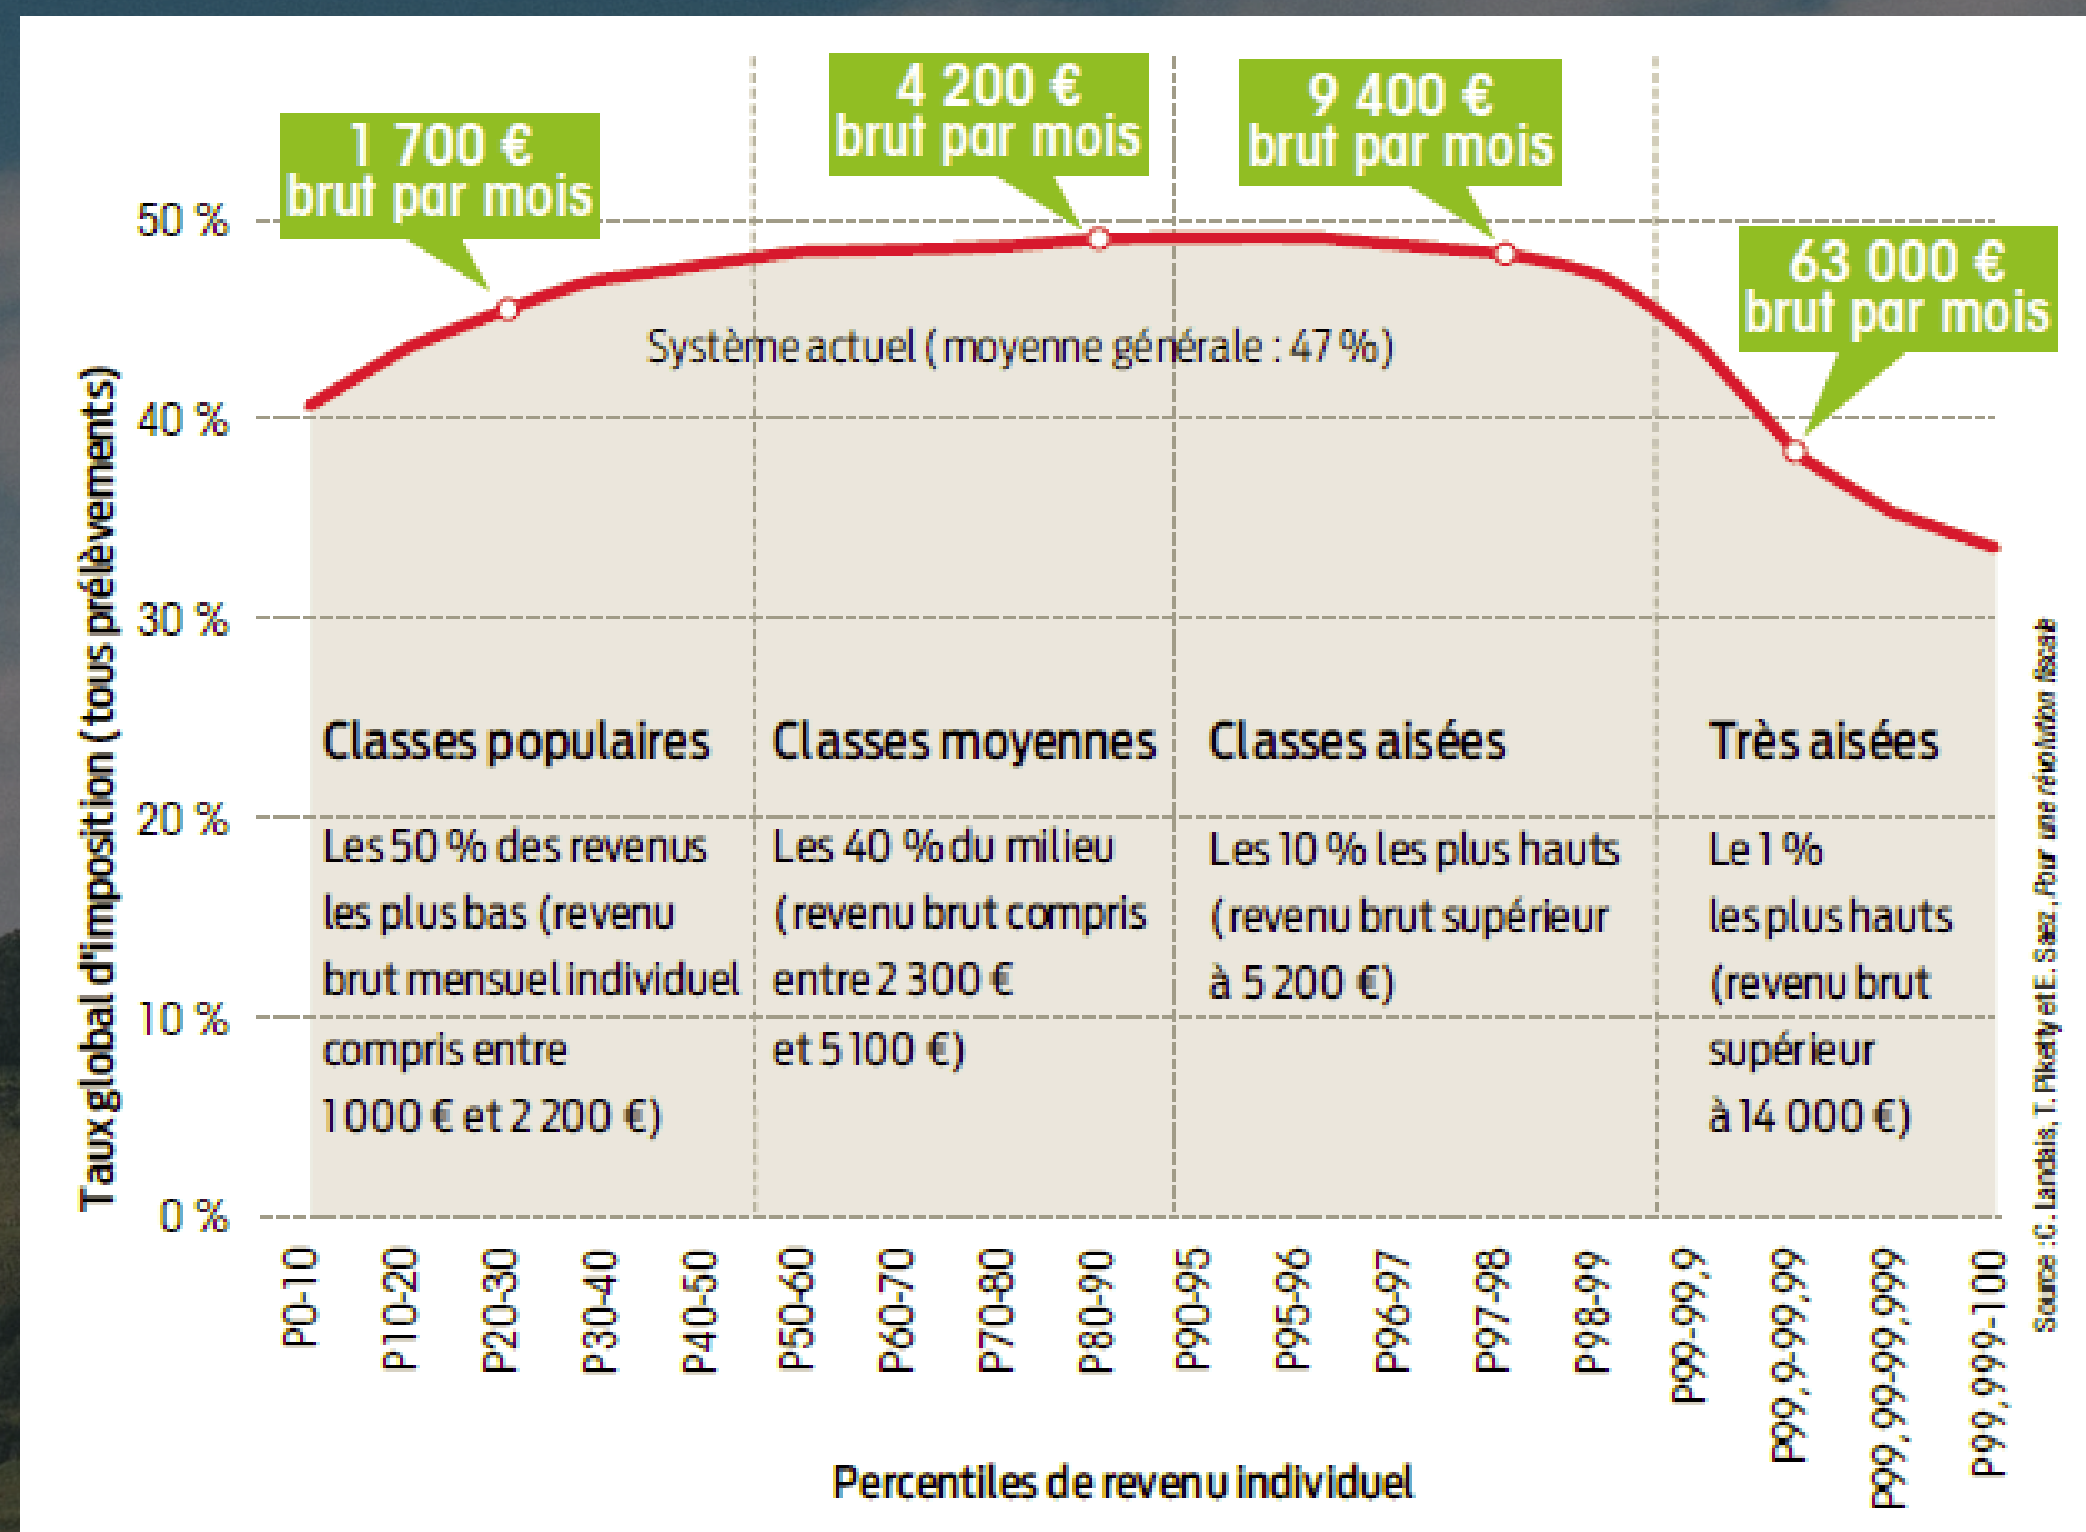 1 700 €
brut par mois
4 200 €
brut par mois
9 400 €
brut par mois
63 000 €
brut par mois
Taux global d'imposition (tous prélèvements)
50 %
40 %
30 %
20 %
10 %
0 %
Système actuel (moyenne générale : 47 %)
Classes populaires
Les 50 % des revenus
les plus bas (revenu
brut mensuel individuel
compris entre
1 000 € et 2 200 €)
Classes moyennes
Les 40 % du milieu
(revenu brut compris
entre 2 300 €
et 5 100 €)
Classes aisées
Les 10 % les plus hauts
(revenu brut supérieur
à 5 200 €)
Très aisées
Le 1 %
les plus hauts
(revenu brut
supérieur
à 14 000 €)
P0-10
P10-20
P20-30
P30-40
P40-50
P50-60
P60-70
P70-80
P80-90
P90-95
P95-96
P96-97
P97-98
P98-99
P99-99,9
P99,9-99,99
P99,99-99,999
P99,999-100
Percentiles de revenu individuel
Source : C. Landais, T. Piketty et E. Saez, Pour une révolution fiscale